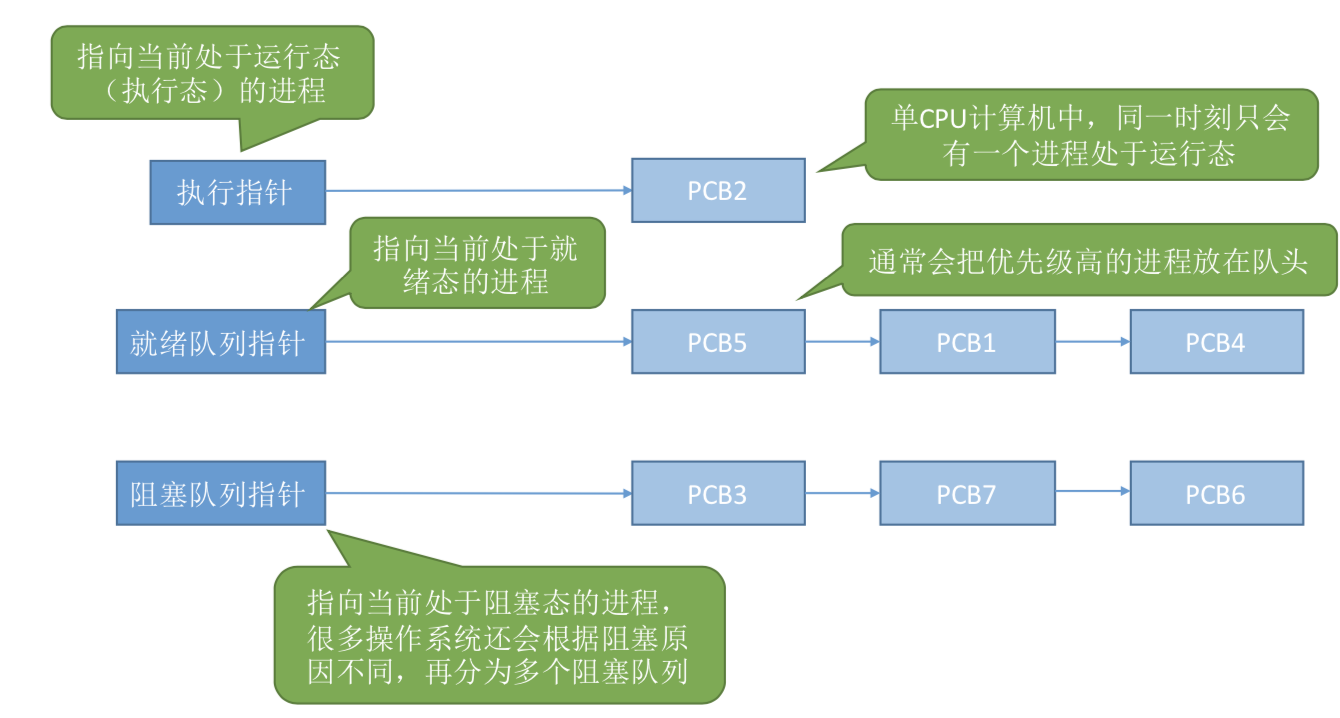 指向当前处于运行态
（执行态）的进程
单CPU计算机中，同一时刻只会
有一个进程处于运行态
执行指针
PCB2
指向当前处于就
绪态的进程
通常会把优先级高的进程放在队头
就绪队列指针
PCB5
PCB1
PCB4
阻塞队列指针
PCB3
PCB7
PCB6
指向当前处于阻塞态的进程，
很多操作系统还会根据阻塞原
因不同，再分为多个阻塞队列